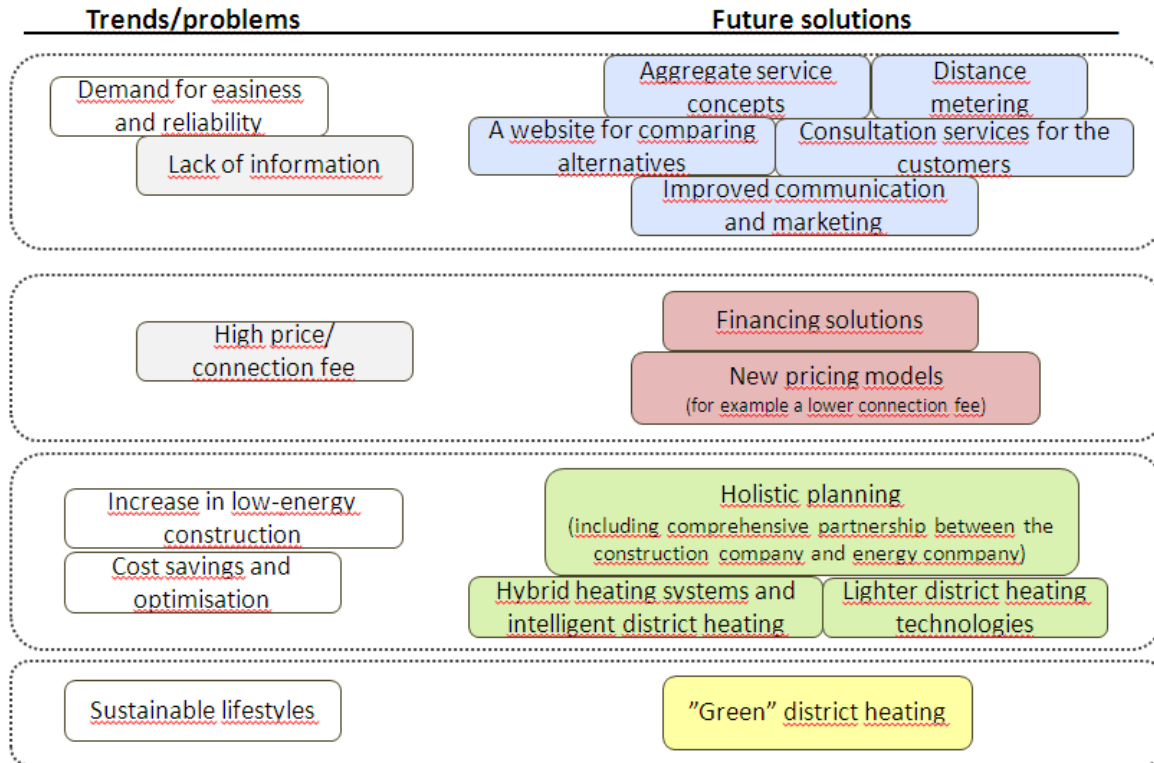 Trends/problems
Future solutions
Demand for easiness
and reliability
Lack of information
Aggregate service
concepts
Distance
metering
A website for comparing
alternatives
Consultation services for the
customers
Improved communication
and marketing
High price/
connection fee
Financing solutions
New pricing models
(for example a lower connection fee)
Increase in low-energy
construction
Cost savings and
optimisation
Holistic planning
(including comprehensive partnership between the
construction company and energy conmpany)
Hybrid heating systems and
intelligent district heating
Lighter district heating
technologies
Sustainable lifestyles
”Green” district heating